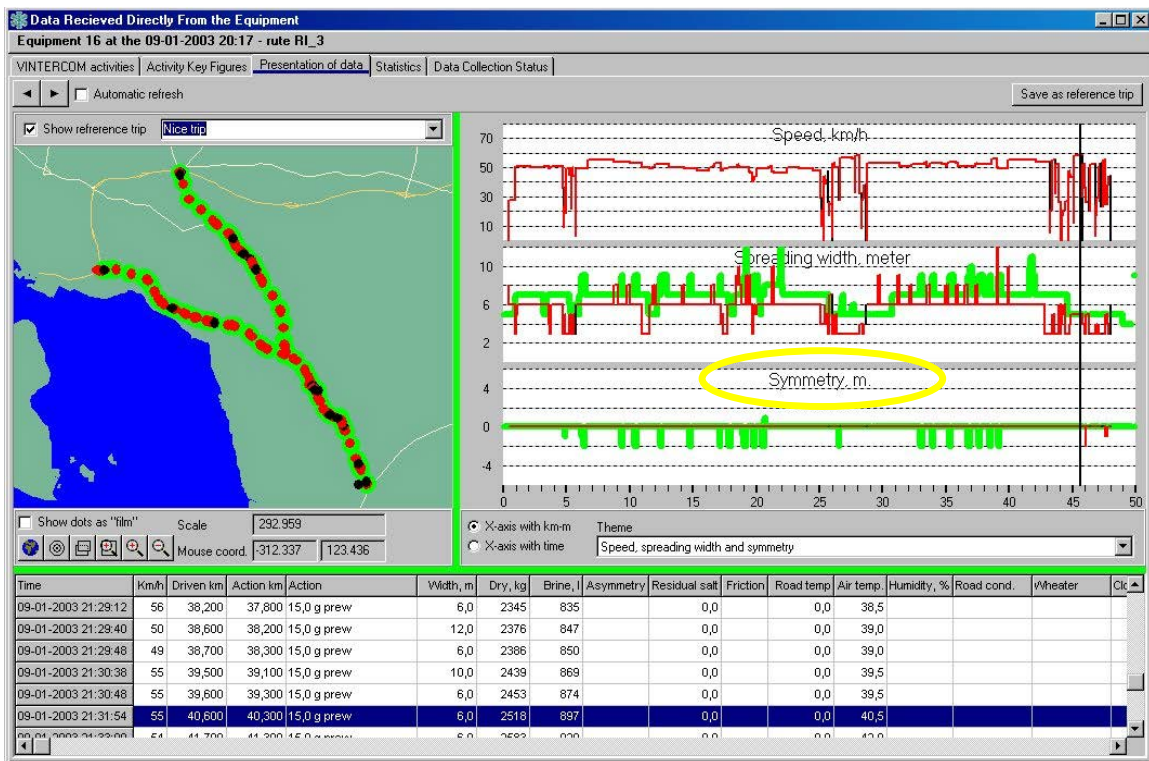 Data Recieved Directly From the Equipment
Equipment 16 at the 09-01-2003 20:17 - rute RI_3
VINTERCOM activities Activity Key Figures Presentation of data Statistics Data Collection Status
Automatic refresh Save as reference trip
Show refrerence trip Nice trip
Speed, km/h
70
50
30
10
Spreading width, meter
10
6
2
Symmetry, m.
4
0
-4
0 5 10 15 20 25 30 35 40 45 50
Show dots as "film" Scale 292.959
Mouse coord. -312.337 123.436
X-axis with km-m Theme
X-axis with time Speed, spreading width and symmetry
Time Km/h Driven km Action km Action Width, m Dry, kg Brine, l Asymmetry Residual salt Friction Road temp Air temp. Humidity, % Road cond. Wheater
09-01-2003 21:29:12 56 38,200 37,800 15,0 g prew 6,0 2345 835 0,0 0,0 38,5
09-01-2003 21:29:40 50 38,600 38,200 15,0 g prew 12,0 2376 847 0,0 0,0 39,0
09-01-2003 21:29:48 49 38,700 38,300 15,0 g prew 6,0 2386 850 0,0 0,0 39,0
09-01-2003 21:30:38 55 39,500 39,100 15,0 g prew 10,0 2439 869 0,0 0,0 39,5
09-01-2003 21:30:48 55 39,600 39,300 15,0 g prew 6,0 2453 874 0,0 0,0 39,5
09-01-2003 21:31:54 55 40,600 40,300 15,0 g prew 6,0 2518 897 0,0 0,0 40,5